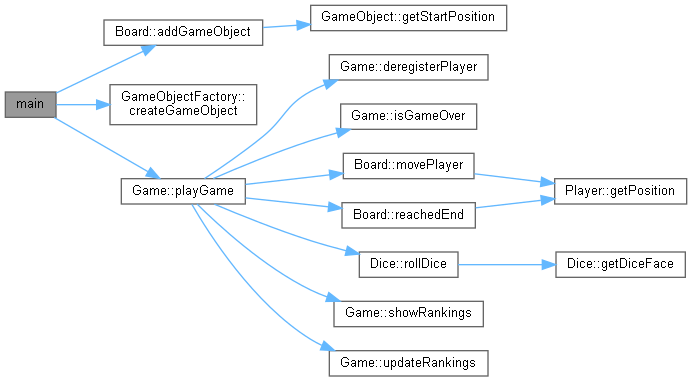 main
Board::addGameObject
GameObject::getStartPosition
GameObjectFactory::
createGameObject
Game::playGame
Game::deregisterPlayer
Game::isGameOver
Board::movePlayer
Board::reachedEnd
Player::getPosition
Dice::rollDice
Dice::getDiceFace
Game::showRankings
Game::updateRankings